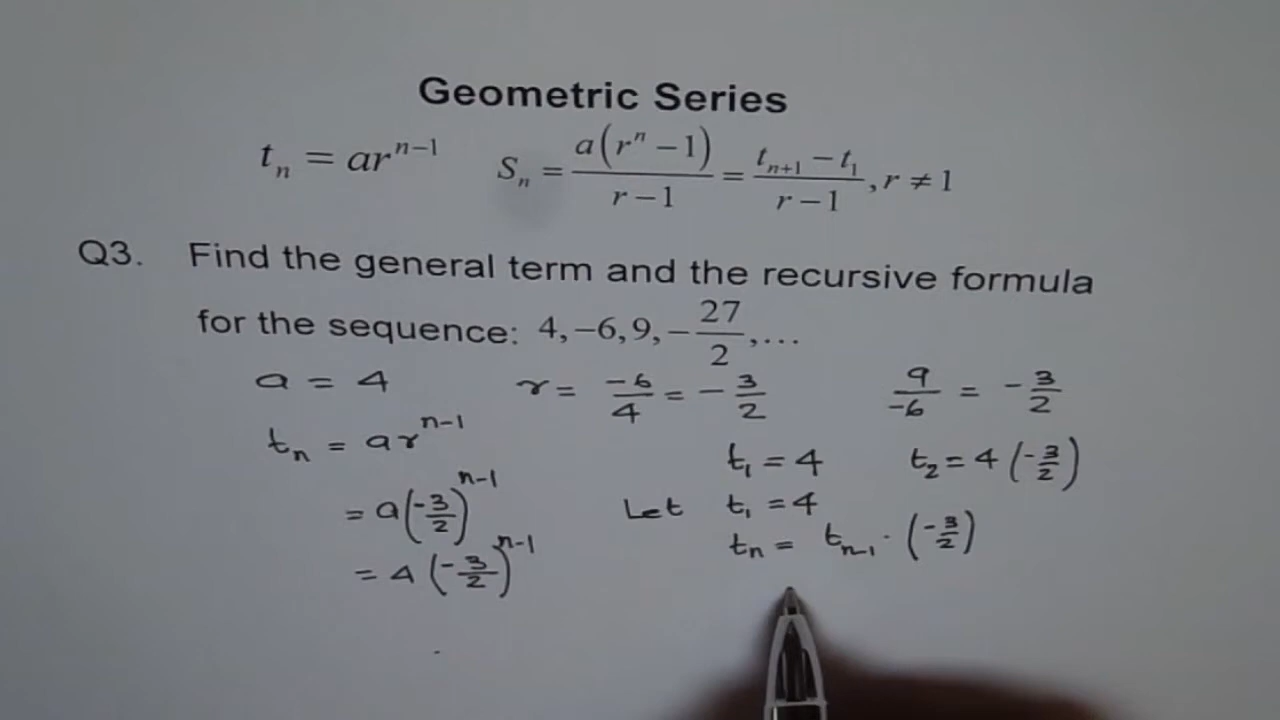 Geometric Series
tₙ = arⁿ⁻¹   Sₙ = a(rⁿ − 1)/(r − 1) = (tₙ₊₁ − t₁)/(r − 1), r ≠ 1
Q3. Find the general term and the recursive formula
for the sequence: 4, −6, 9, −27/2, ...
a = 4   r = −6/4 = −3/2   9/−6 = −3/2
tₙ = arⁿ⁻¹
t₁ = 4   t₂ = 4(−3/2)
= a(−3/2)ⁿ⁻¹
Let t₁ = 4
tₙ = tₙ₋₁ · (−3/2)
= 4(−3/2)ⁿ⁻¹